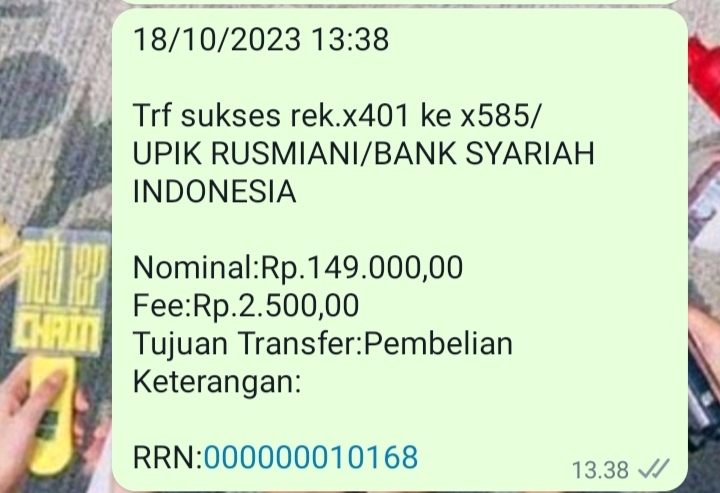 18/10/2023 13:38
Trf sukses rek.x401 ke x585/
UPIK RUSMIANI/BANK SYARIAH
INDONESIA
Nominal:Rp.149.000,00
Fee:Rp.2.500,00
Tujuan Transfer:Pembelian
Keterangan:
RRN:000000010168
13.38